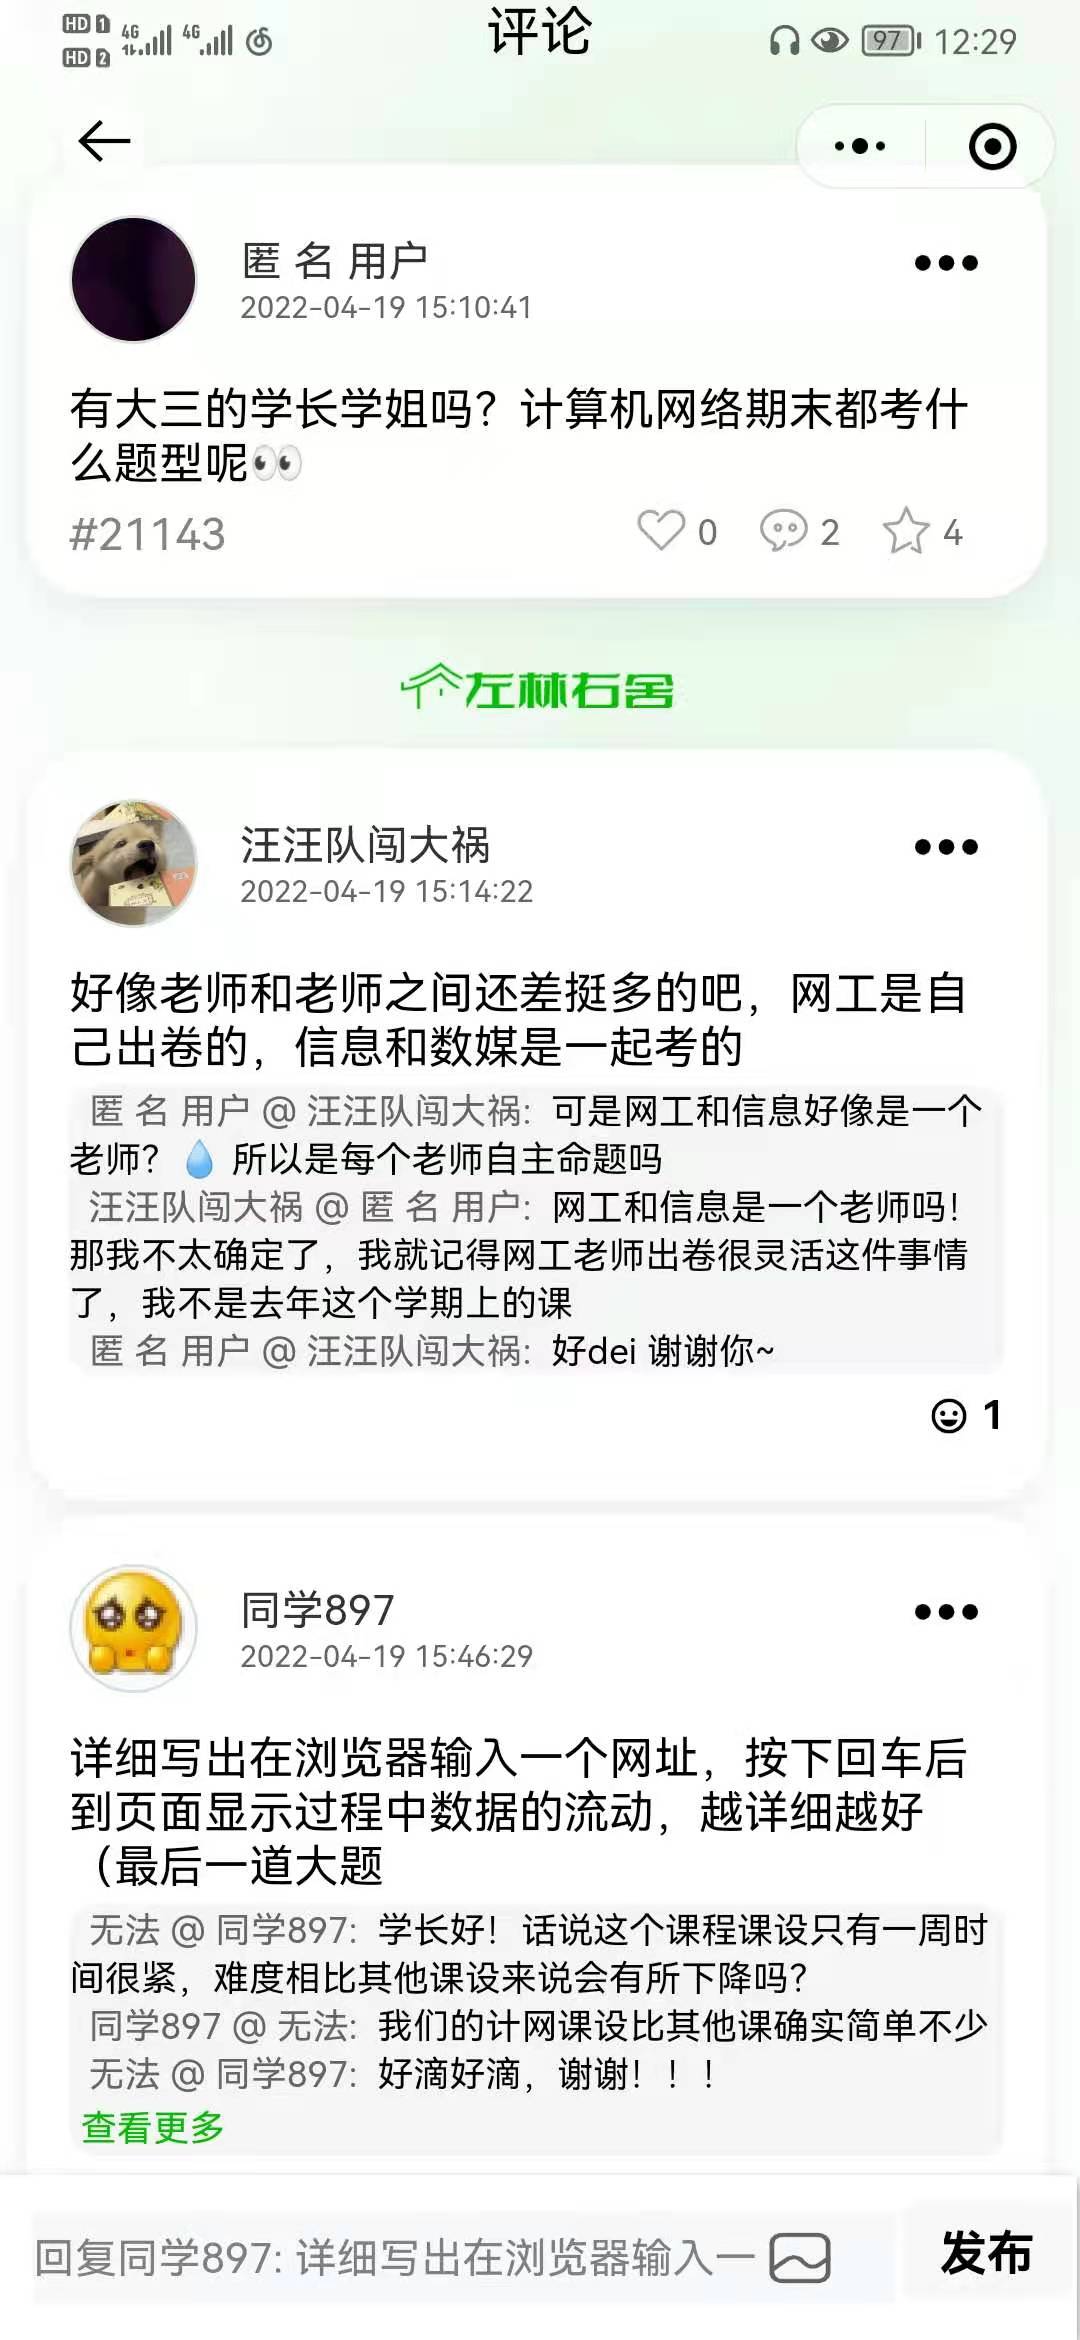 HD 1 4G 4G
HD 2
评论
97 12:29
匿 名 用户
2022-04-19 15:10:41
有大三的学长学姐吗？计算机网络期末都考什
么题型呢👀
#21143
0 2 4
左林右舍
汪汪队闯大祸
2022-04-19 15:14:22
好像老师和老师之间还差挺多的吧，网工是自
己出卷的，信息和数媒是一起考的
匿 名 用户 @ 汪汪队闯大祸: 可是网工和信息好像是一个
老师？💧 所以是每个老师自主命题吗
汪汪队闯大祸 @ 匿 名 用户: 网工和信息是一个老师吗！
那我不太确定了，我就记得网工老师出卷很灵活这件事情
了，我不是去年这个学期上的课
匿 名 用户 @ 汪汪队闯大祸: 好dei 谢谢你~
1
同学897
2022-04-19 15:46:29
详细写出在浏览器输入一个网址，按下回车后
到页面显示过程中数据的流动，越详细越好
（最后一道大题
无法 @ 同学897: 学长好！话说这个课程课设只有一周时
间很紧，难度相比其他课设来说会有所下降吗？
同学897 @ 无法: 我们的计网课设比其他课确实简单不少
无法 @ 同学897: 好滴好滴，谢谢！！！
查看更多
回复同学897: 详细写出在浏览器输入一
发布